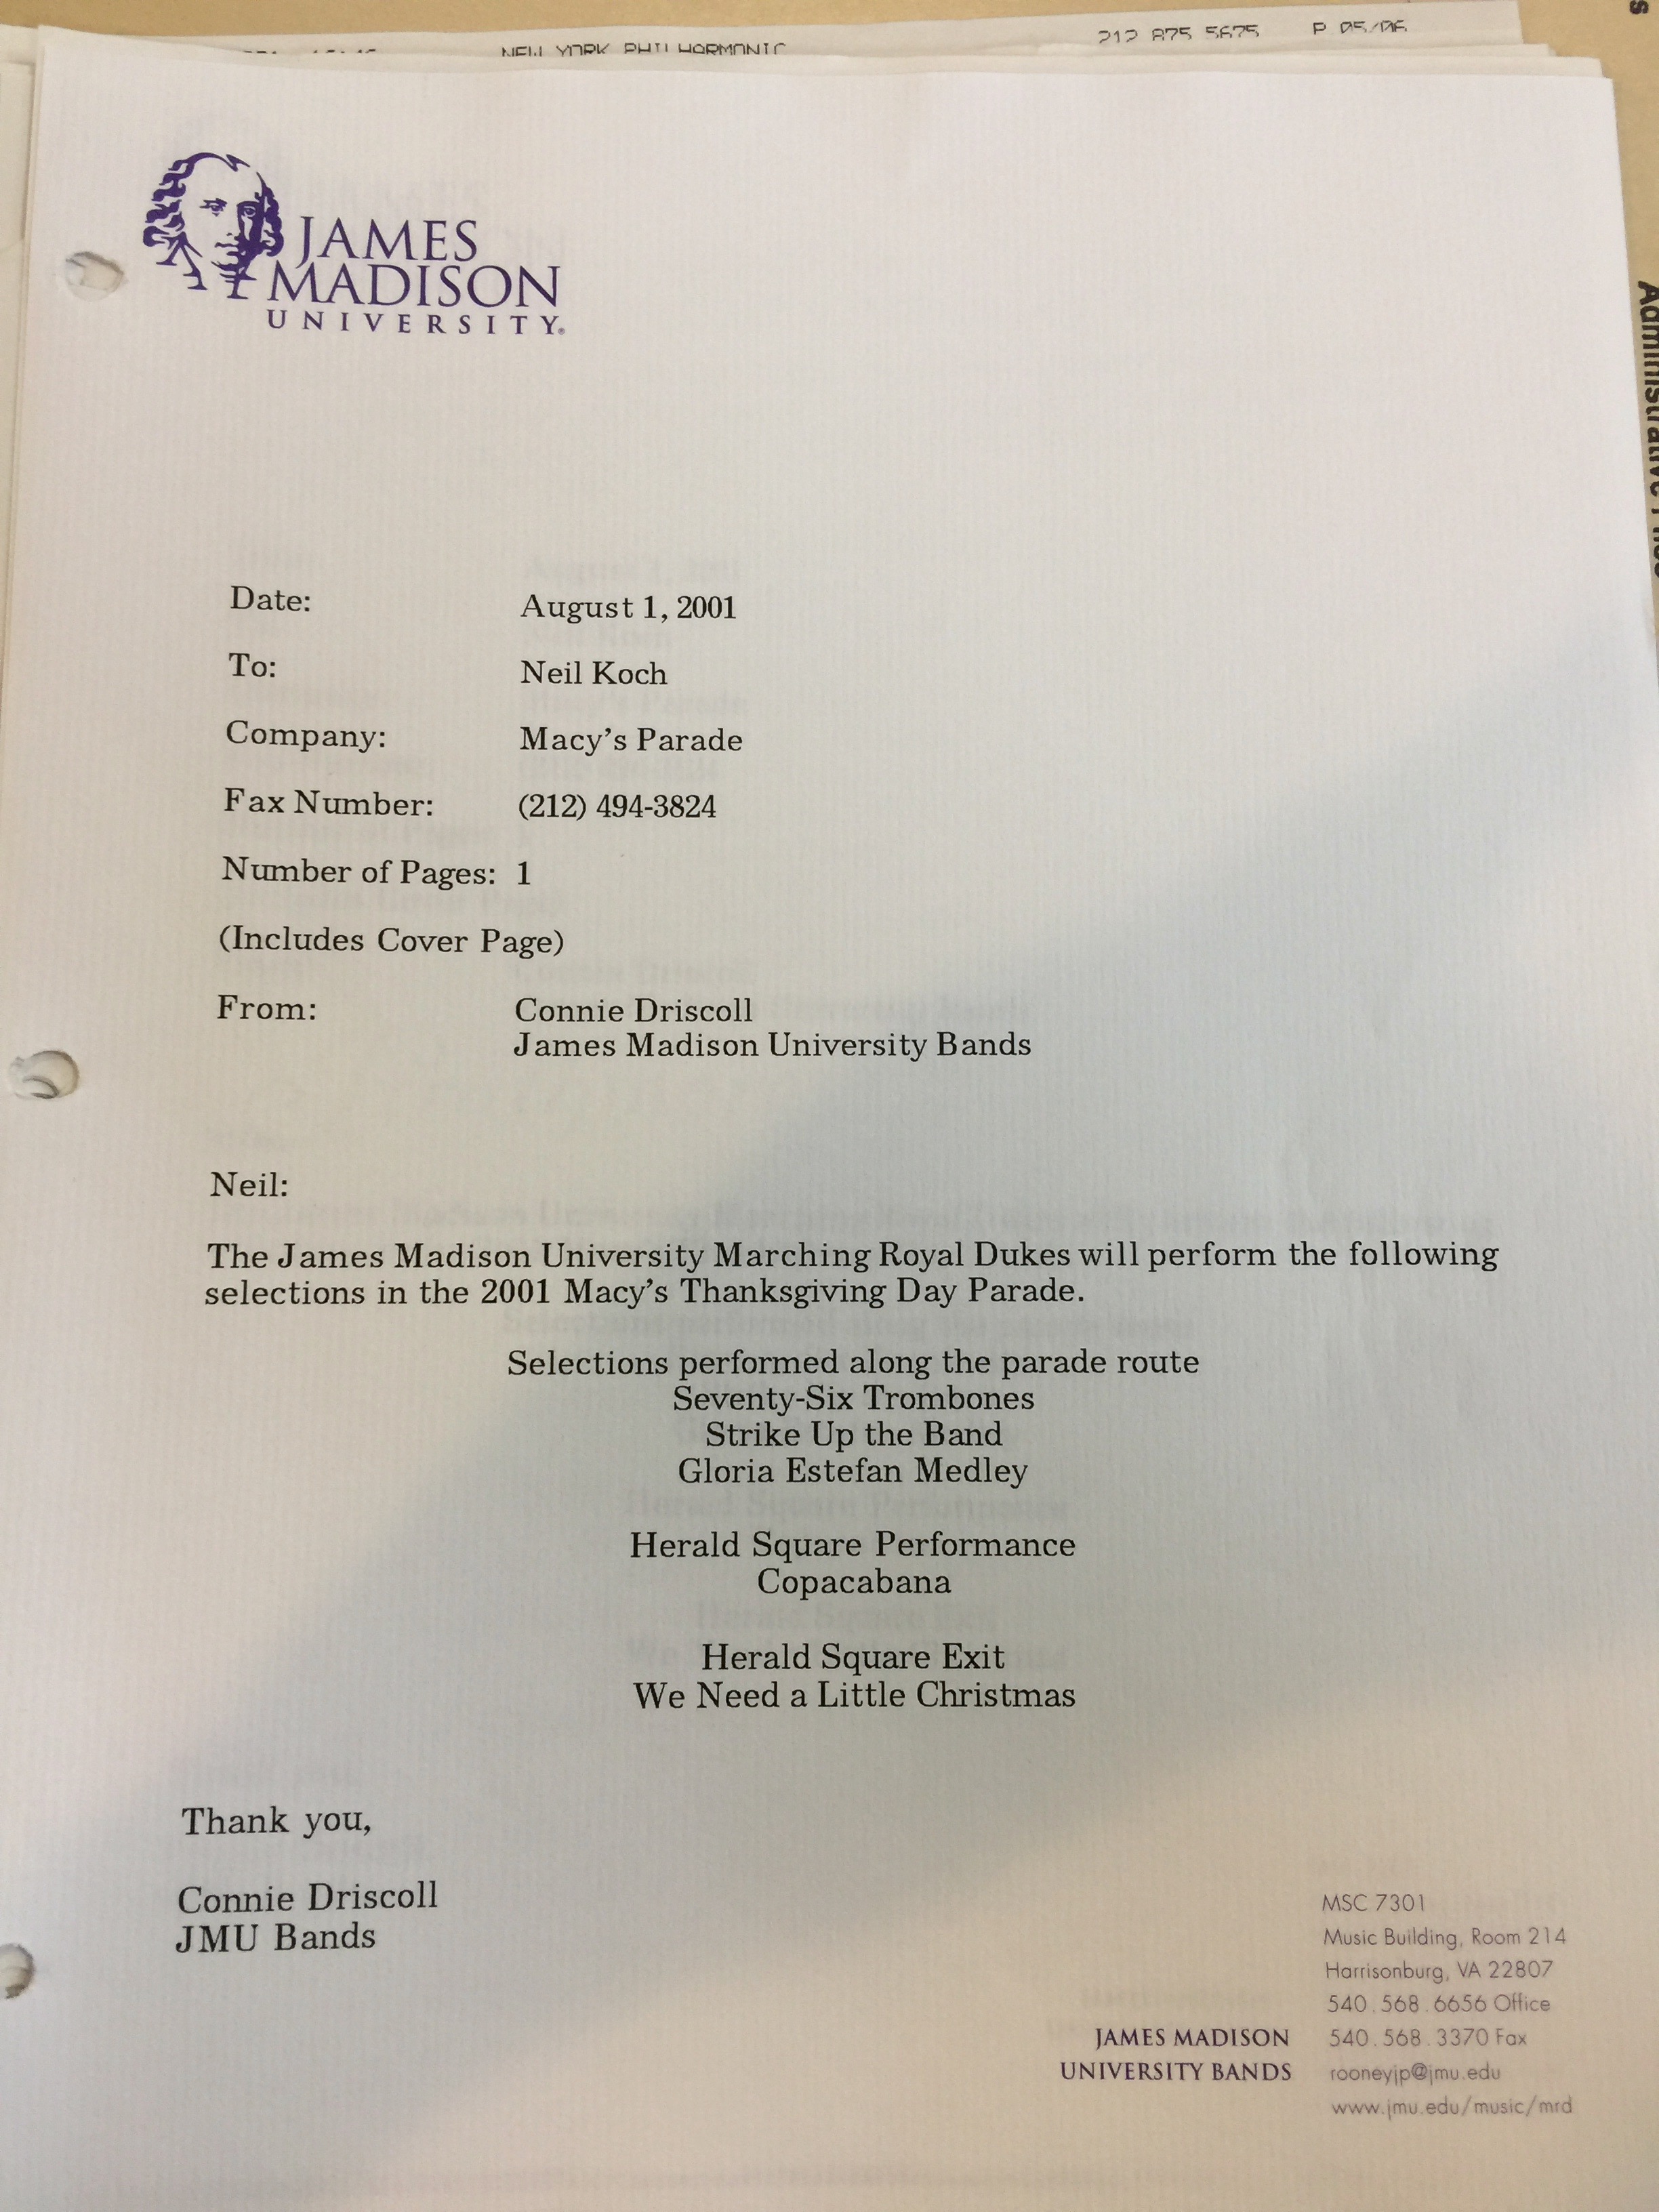 NEW YORK PHILHARMONIC 212 875 5675 P 05/06
JAMES
MADISON
UNIVERSITY®
Date: August 1, 2001
To: Neil Koch
Company: Macy's Parade
Fax Number: (212) 494-3824
Number of Pages: 1
(Includes Cover Page)
From: Connie Driscoll
James Madison University Bands
Neil:
The James Madison University Marching Royal Dukes will perform the following
selections in the 2001 Macy's Thanksgiving Day Parade.
Selections performed along the parade route
Seventy-Six Trombones
Strike Up the Band
Gloria Estefan Medley
Herald Square Performance
Copacabana
Herald Square Exit
We Need a Little Christmas
Thank you,
Connie Driscoll
JMU Bands
JAMES MADISON
UNIVERSITY BANDS
MSC 7301
Music Building, Room 214
Harrisonburg, VA 22807
540.568.6656 Office
540.568.3370 Fax
rooneyjp@jmu.edu
www.jmu.edu/music/mrd
Administrative